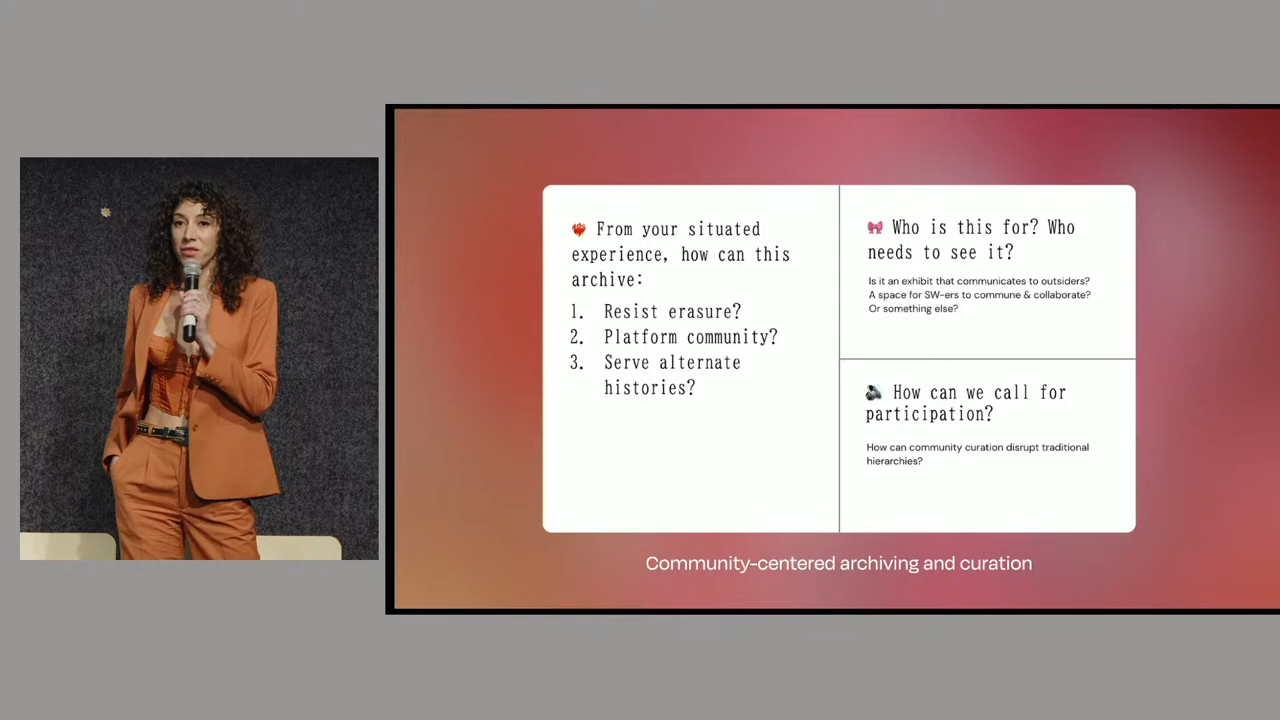 From your situated
experience, how can this
archive:
1. Resist erasure?
2. Platform community?
3. Serve alternate
histories?
Who is this for? Who
needs to see it?
Is it an exhibit that communicates to outsiders?
A space for SW-ers to commune & collaborate?
Or something else?
How can we call for
participation?
How can community curation disrupt traditional
hierarchies?
Community-centered archiving and curation